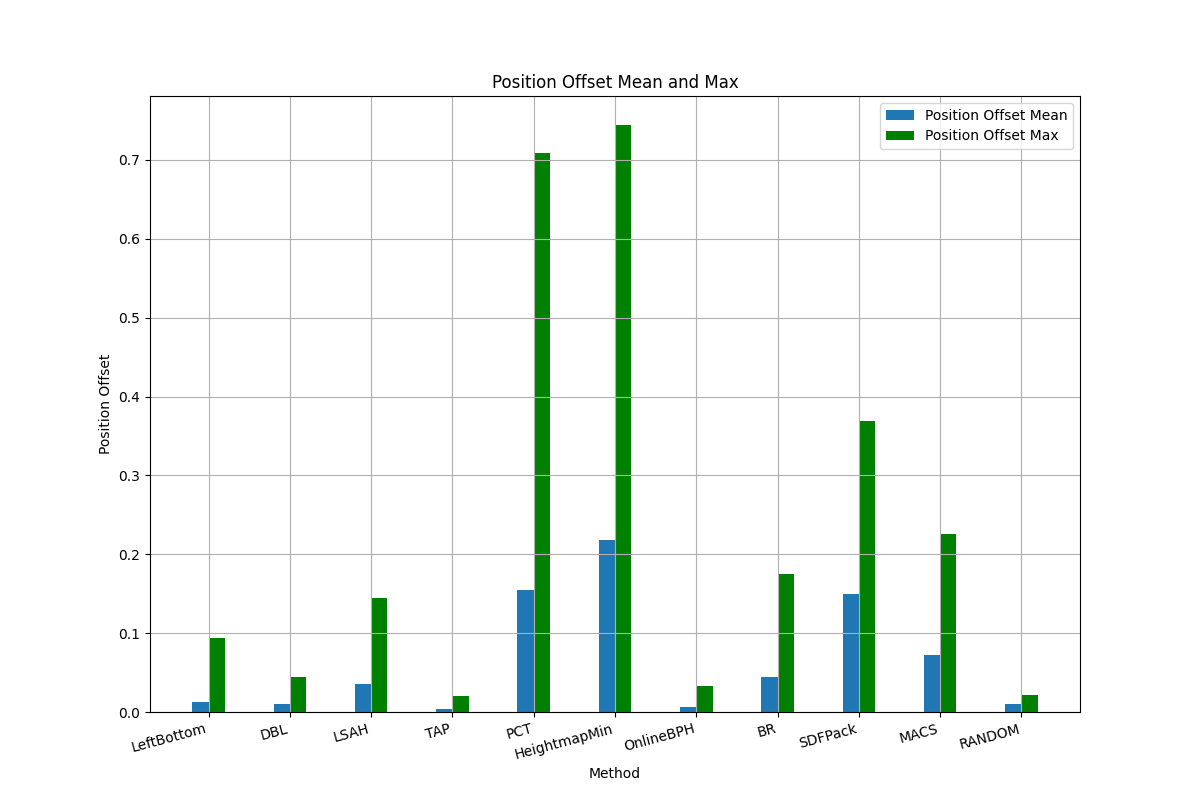 Position Offset Mean and Max
Position Offset Mean
Position Offset Max
Position Offset
0.7
0.6
0.5
0.4
0.3
0.2
0.1
0.0
LeftBottom
DBL
LSAH
TAP
PCT
HeightmapMin
OnlineBPH
BR
SDFPack
MACS
RANDOM
Method